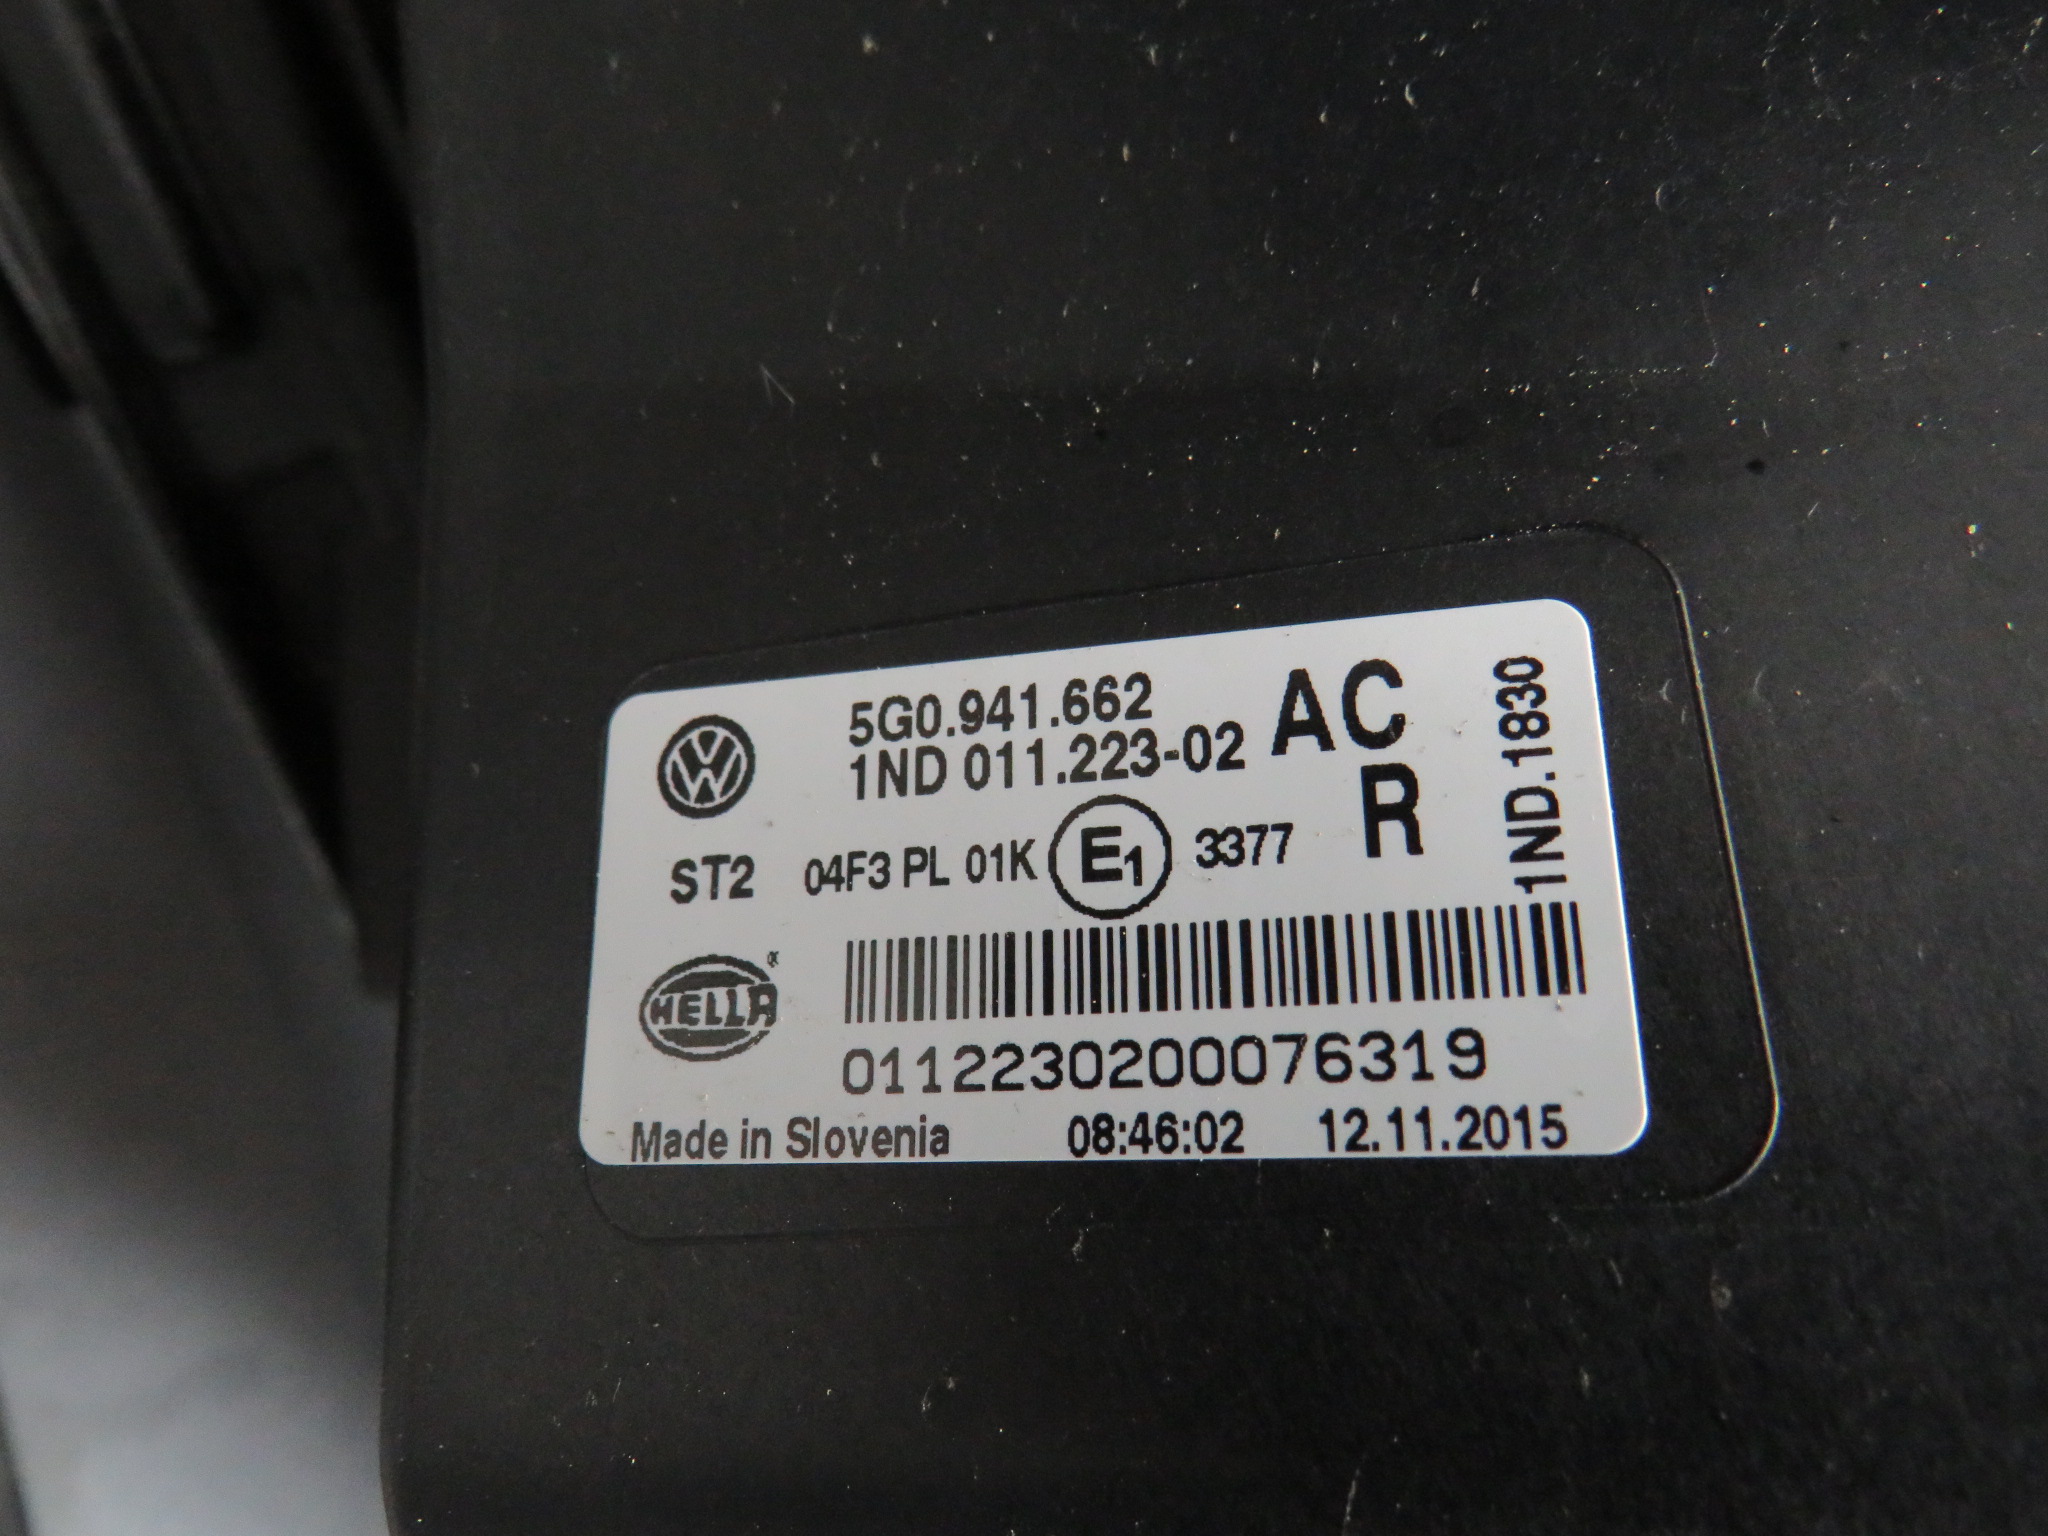 5G0.941.662 AC
1ND 011.223-02
R
1ND.1830
ST2 04F3 PL 01K E1 3377
HELLA
0112230200076319
Made in Slovenia 08:46:02 12.11.2015